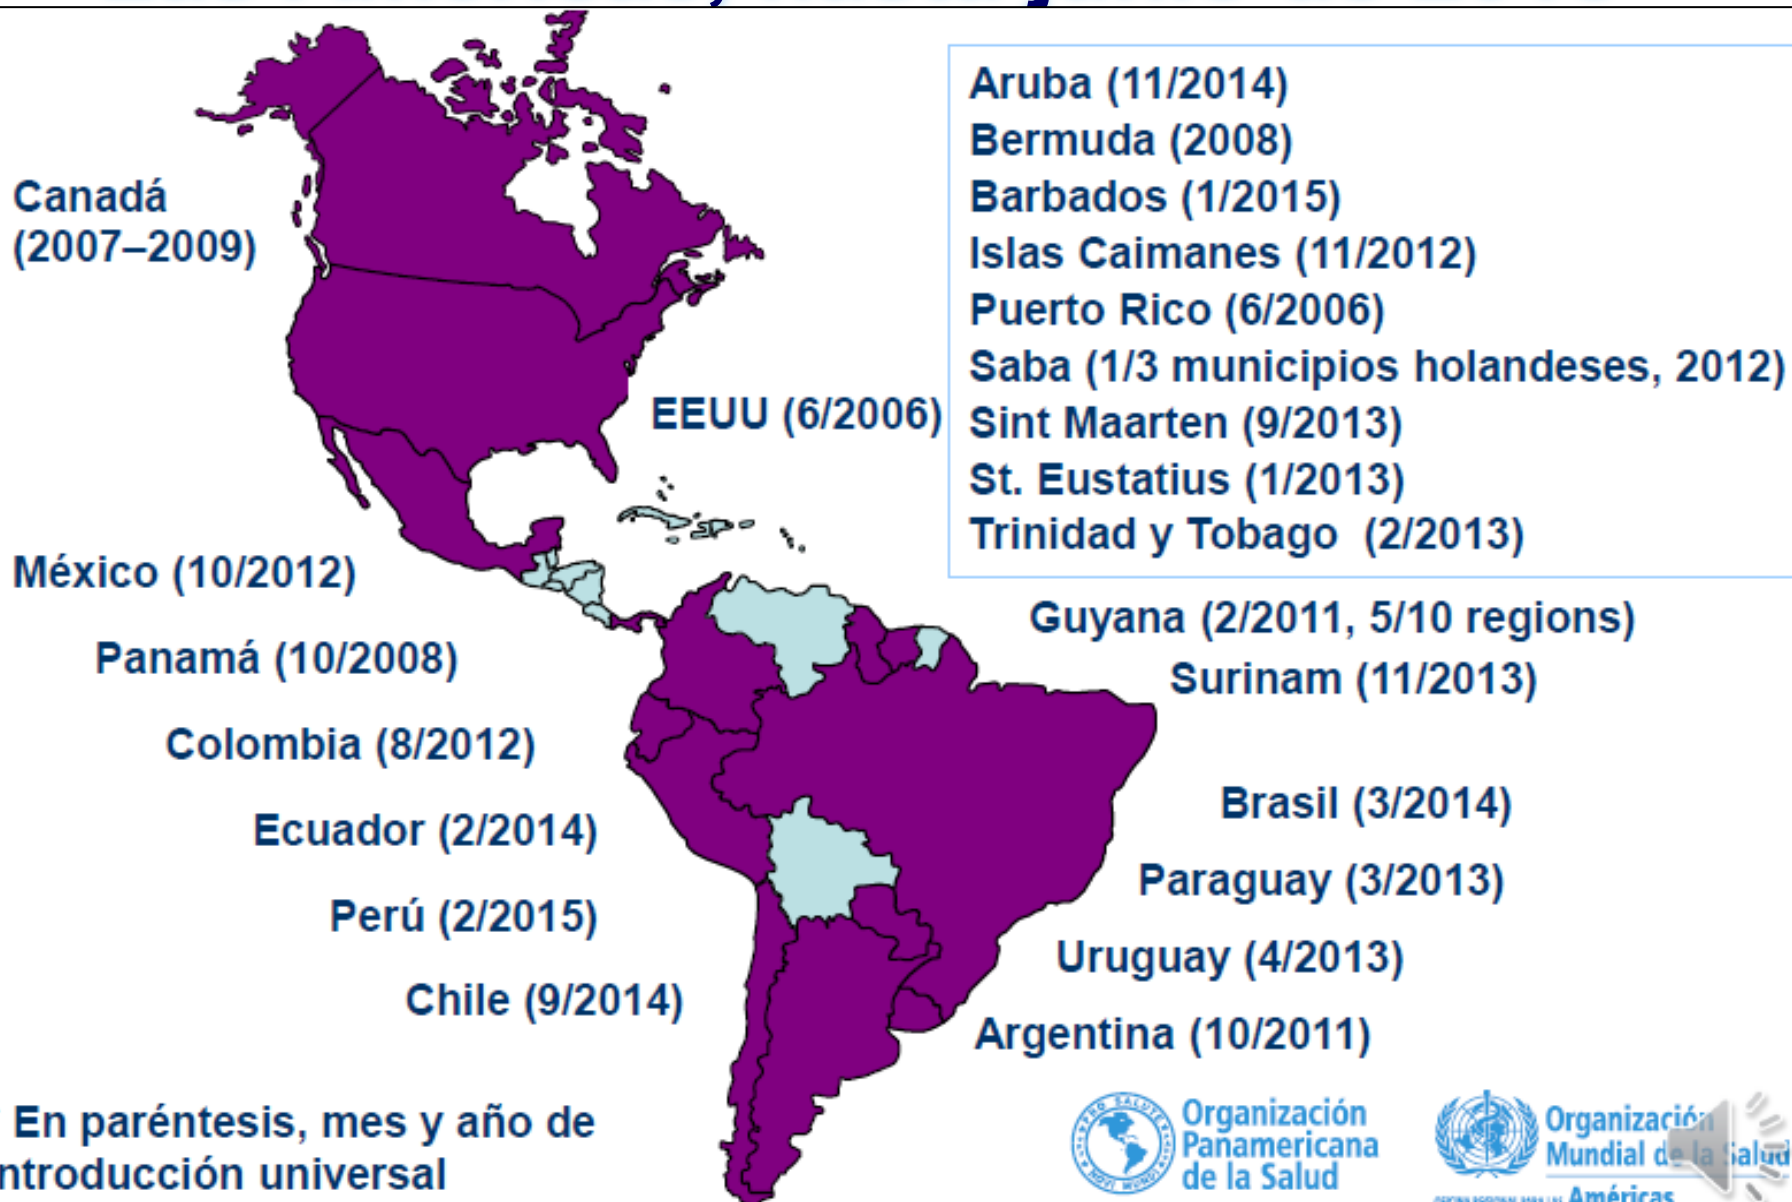 Canadá
(2007–2009)
EEUU (6/2006)
México (10/2012)
Panamá (10/2008)
Colombia (8/2012)
Ecuador (2/2014)
Perú (2/2015)
Chile (9/2014)
Aruba (11/2014)
Bermuda (2008)
Barbados (1/2015)
Islas Caimanes (11/2012)
Puerto Rico (6/2006)
Saba (1/3 municipios holandeses, 2012)
Sint Maarten (9/2013)
St. Eustatius (1/2013)
Trinidad y Tobago (2/2013)
Guyana (2/2011, 5/10 regions)
Surinam (11/2013)
Brasil (3/2014)
Paraguay (3/2013)
Uruguay (4/2013)
Argentina (10/2011)
En paréntesis, mes y año de
ntroducción universal
Organización
Panamericana
de la Salud
Organización
Mundial de la Salud
Américas